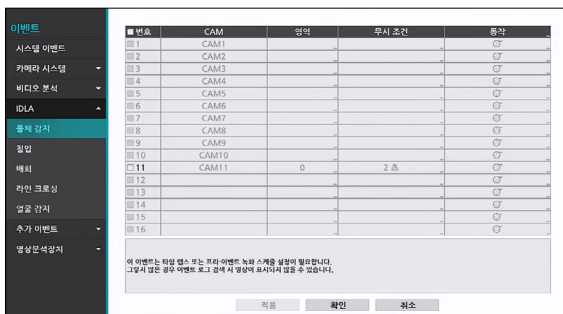 이벤트
시스템 이벤트
카메라 시스템
비디오 분석
IDLA
물체 감지
침입
배회
라인 크로싱
얼굴 감지
추가 이벤트
영상분석장치
번호 CAM 영역 무시 조건 동작
1 CAM1
2 CAM2
3 CAM3
4 CAM4
5 CAM5
6 CAM6
7 CAM7
8 CAM8
9 CAM9
10 CAM10
11 CAM11 0 2
12
13
14
15
16
이 이벤트는 타임 랩스 또는 프리-이벤트 녹화 스케줄 설정이 필요합니다.
그렇지 않은 경우 이벤트 로그 검색 시 영상이 표시되지 않을 수 있습니다.
적용 확인 취소